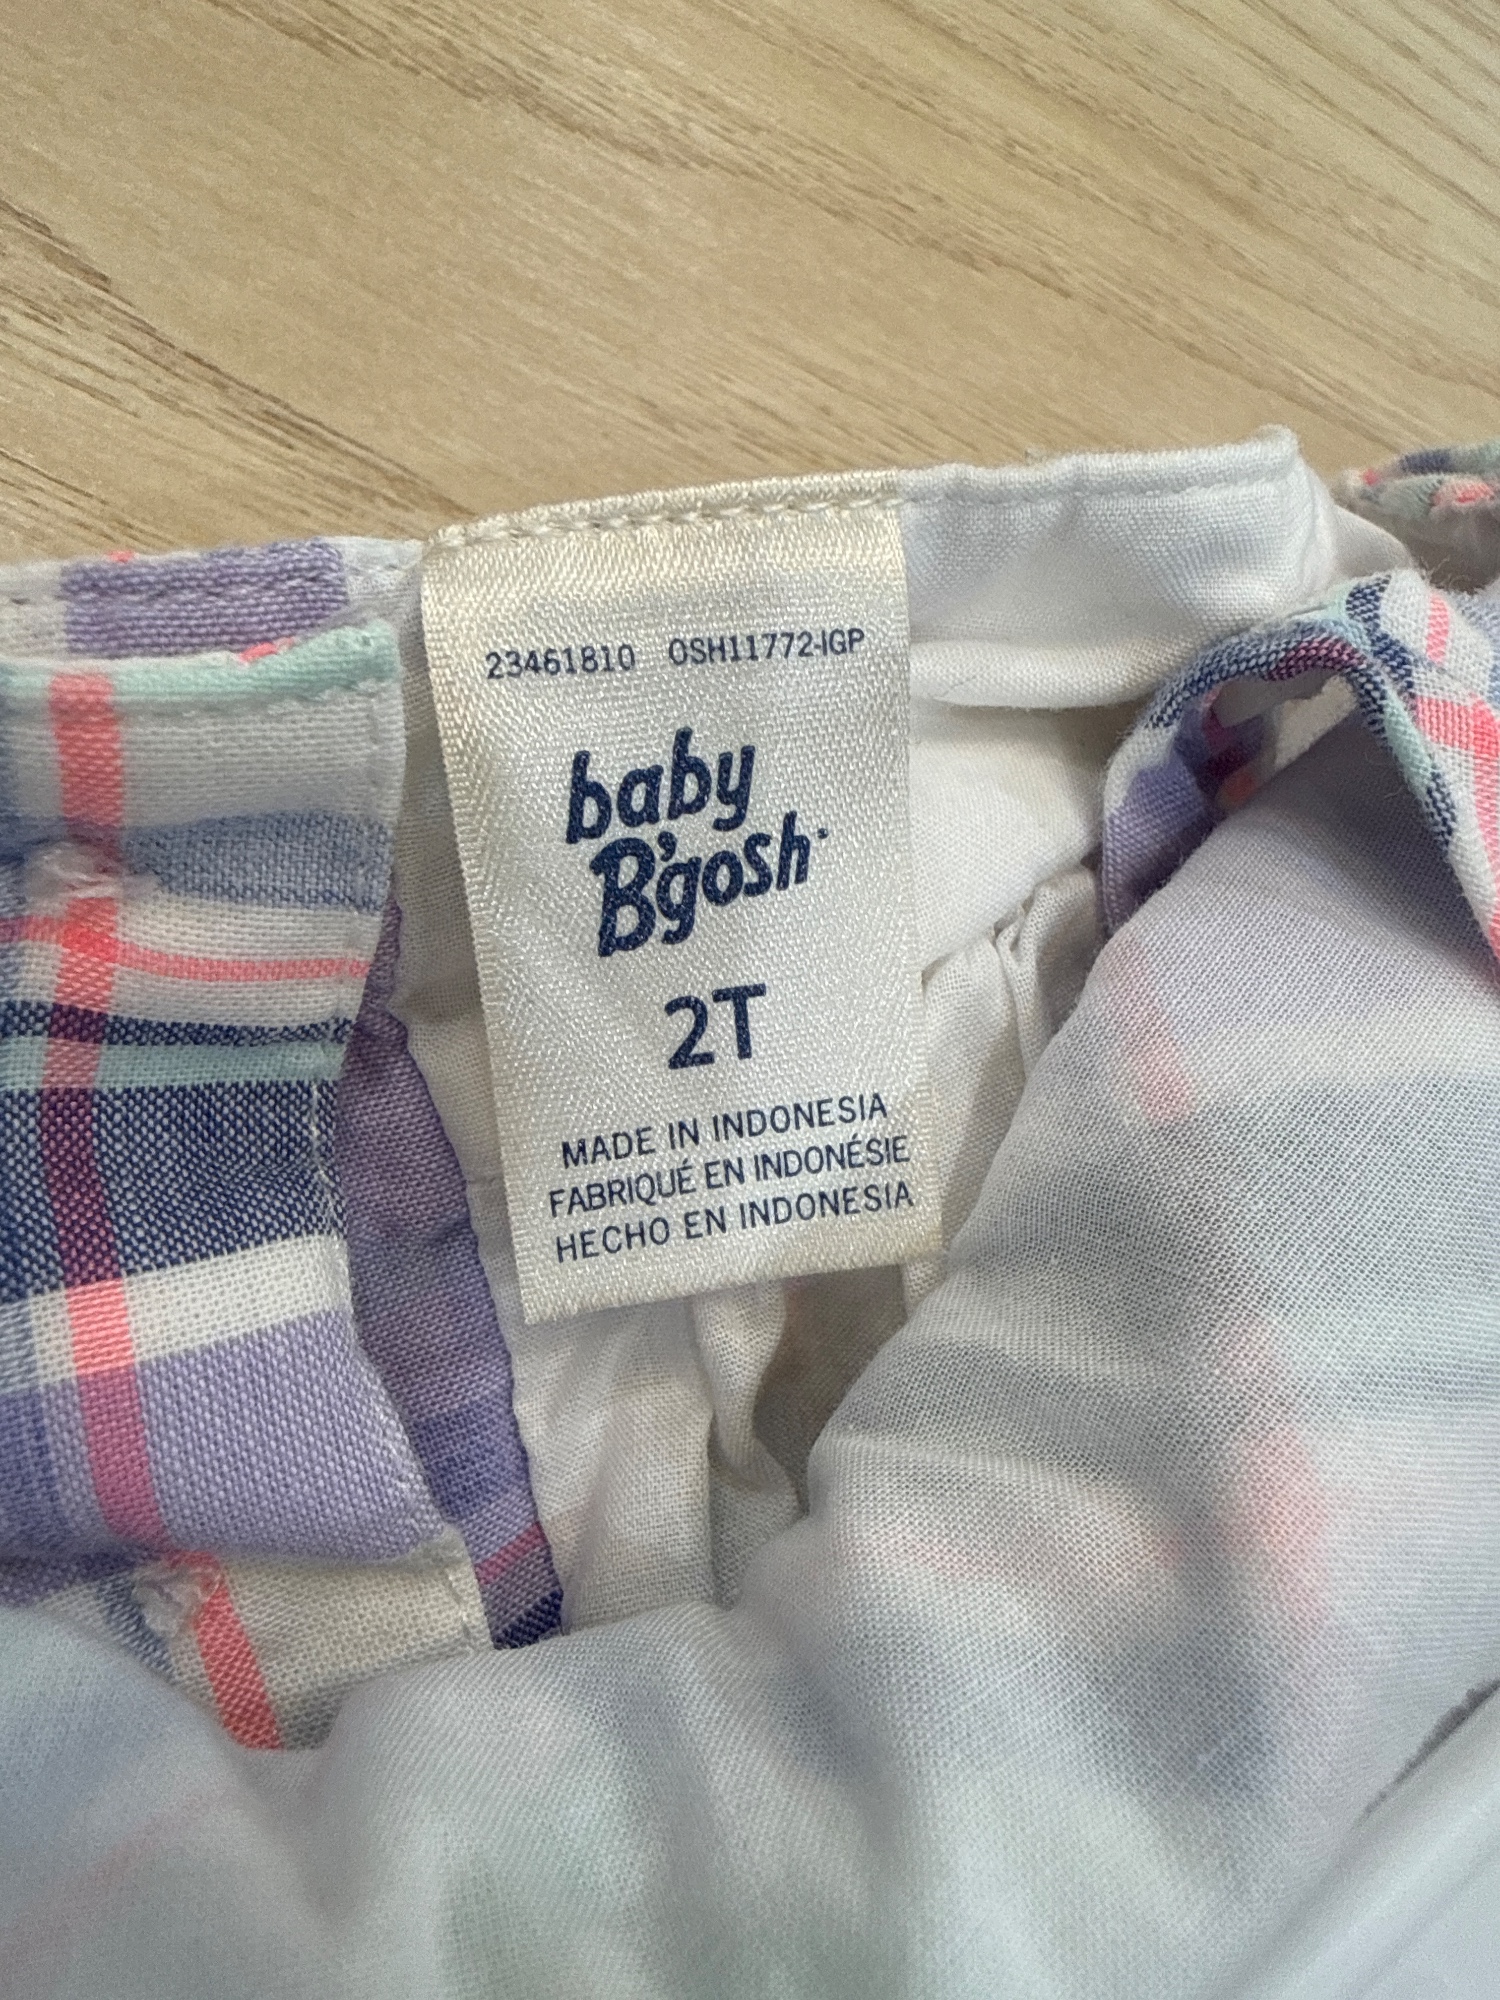 23461810 OSH11772-IGP
baby
B'gosh
2T
MADE IN INDONESIA
FABRIQUÉ EN INDONÉSIE
HECHO EN INDONESIA